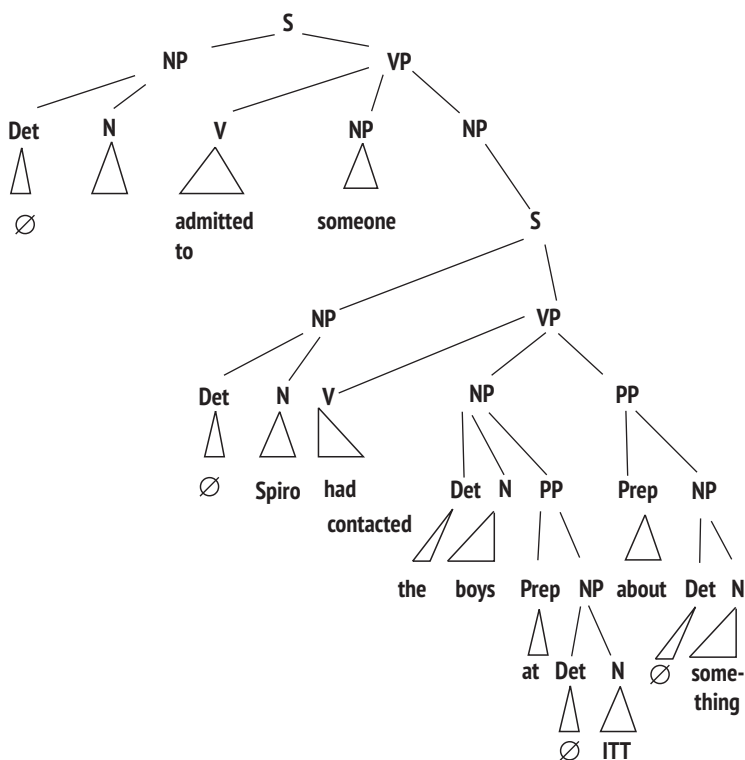 S
NP VP
Det N V NP NP
∅ admitted someone
to
S
NP VP
Det N V NP PP
∅ Spiro had Det N PP Prep NP
contacted
the boys Prep NP about Det N
at Det N ∅ some-
thing
∅ ITT